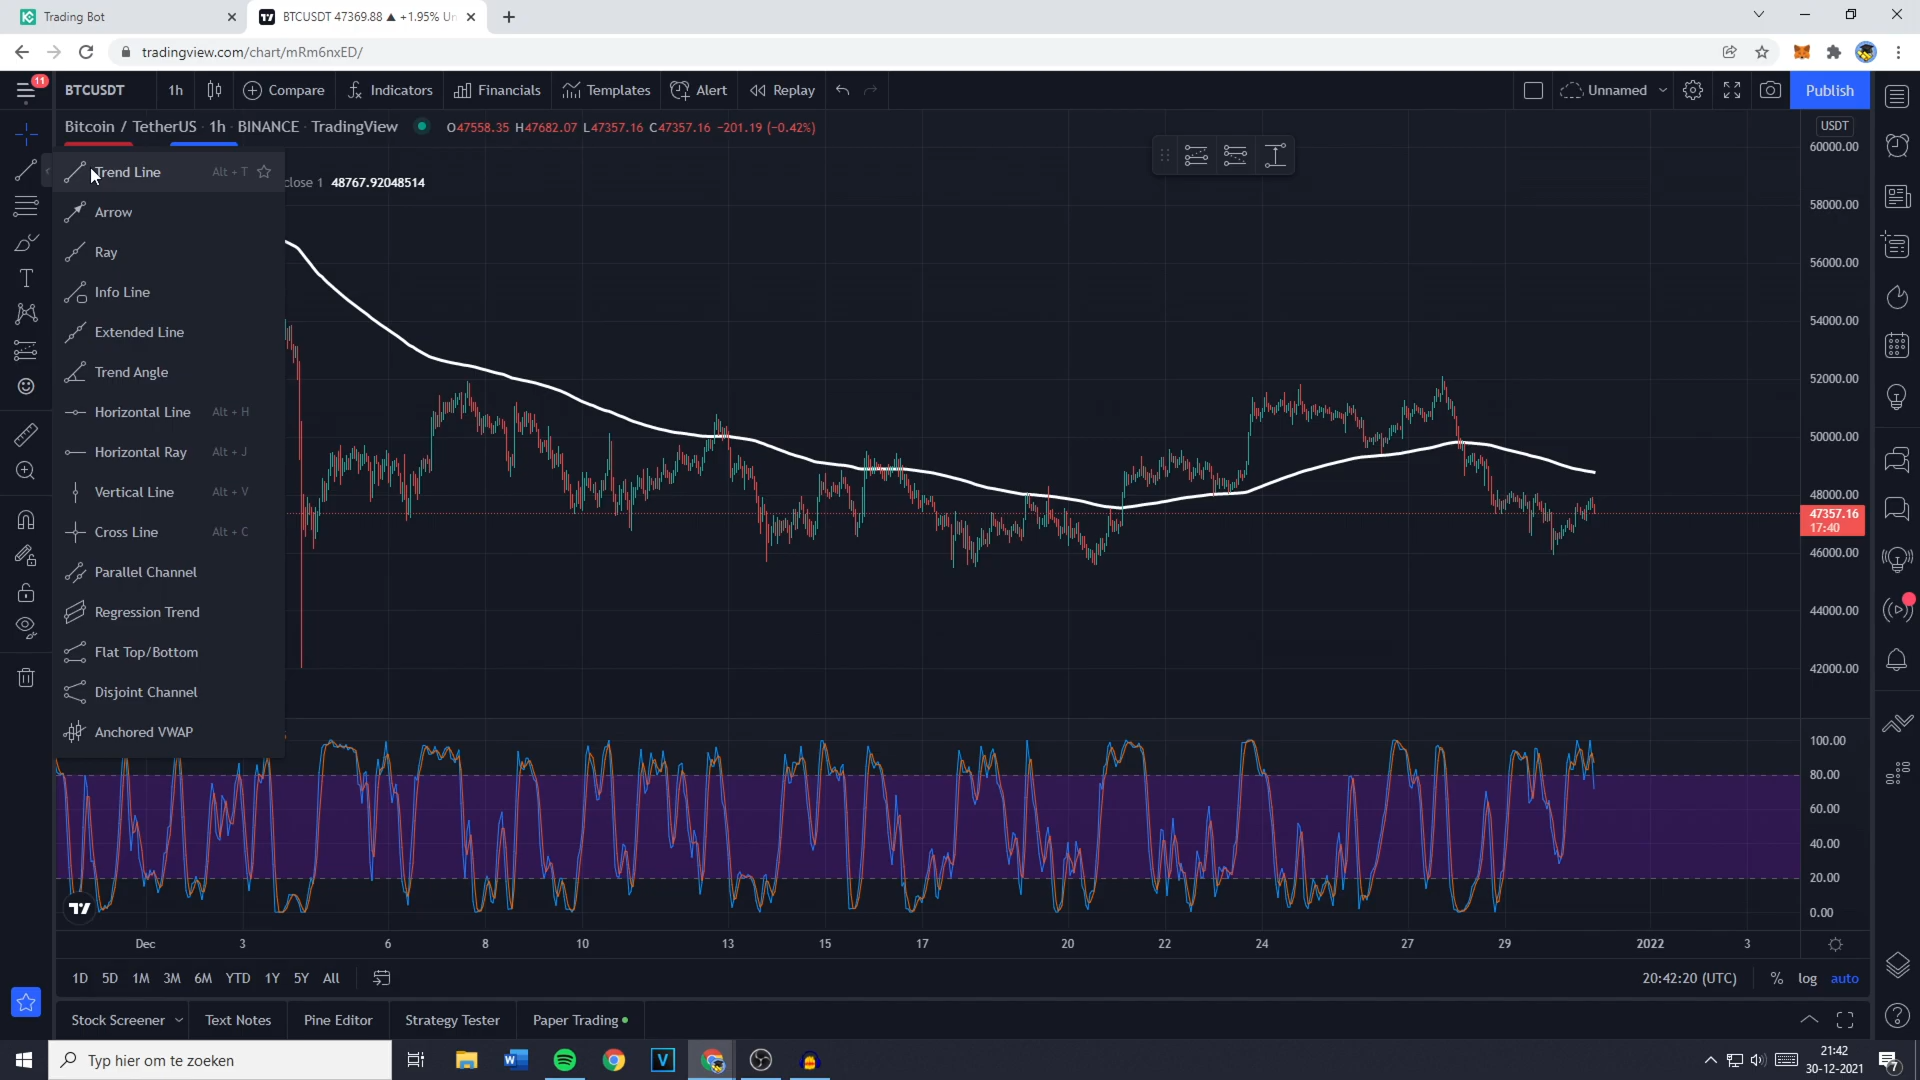 Trading Bot
BTCUSDT 47369.88 ▲ +1.95% Un
tradingview.com/chart/mRm6nxED/
11
BTCUSDT
1h
Compare
Indicators
Financials
Templates
Alert
Replay
Unnamed
Publish
Bitcoin / TetherUS · 1h · BINANCE · TradingView
O47558.35 H47682.07 L47357.16 C47357.16 −201.19 (−0.42%)
USDT
close 1 48767.92048514
Trend Line Alt + T
Arrow
Ray
Info Line
Extended Line
Trend Angle
Horizontal Line Alt + H
Horizontal Ray Alt + J
Vertical Line Alt + V
Cross Line Alt + C
Parallel Channel
Regression Trend
Flat Top/Bottom
Disjoint Channel
Anchored VWAP
60000.00
58000.00
56000.00
54000.00
52000.00
50000.00
48000.00
47357.16
17:40
46000.00
44000.00
42000.00
100.00
80.00
60.00
40.00
20.00
0.00
Dec 3 6 8 10 13 15 17 20 22 24 27 29 2022 3
1D 5D 1M 3M 6M YTD 1Y 5Y All
20:42:20 (UTC) % log auto
Stock Screener Text Notes Pine Editor Strategy Tester Paper Trading
Typ hier om te zoeken
21:42
30-12-2021
7